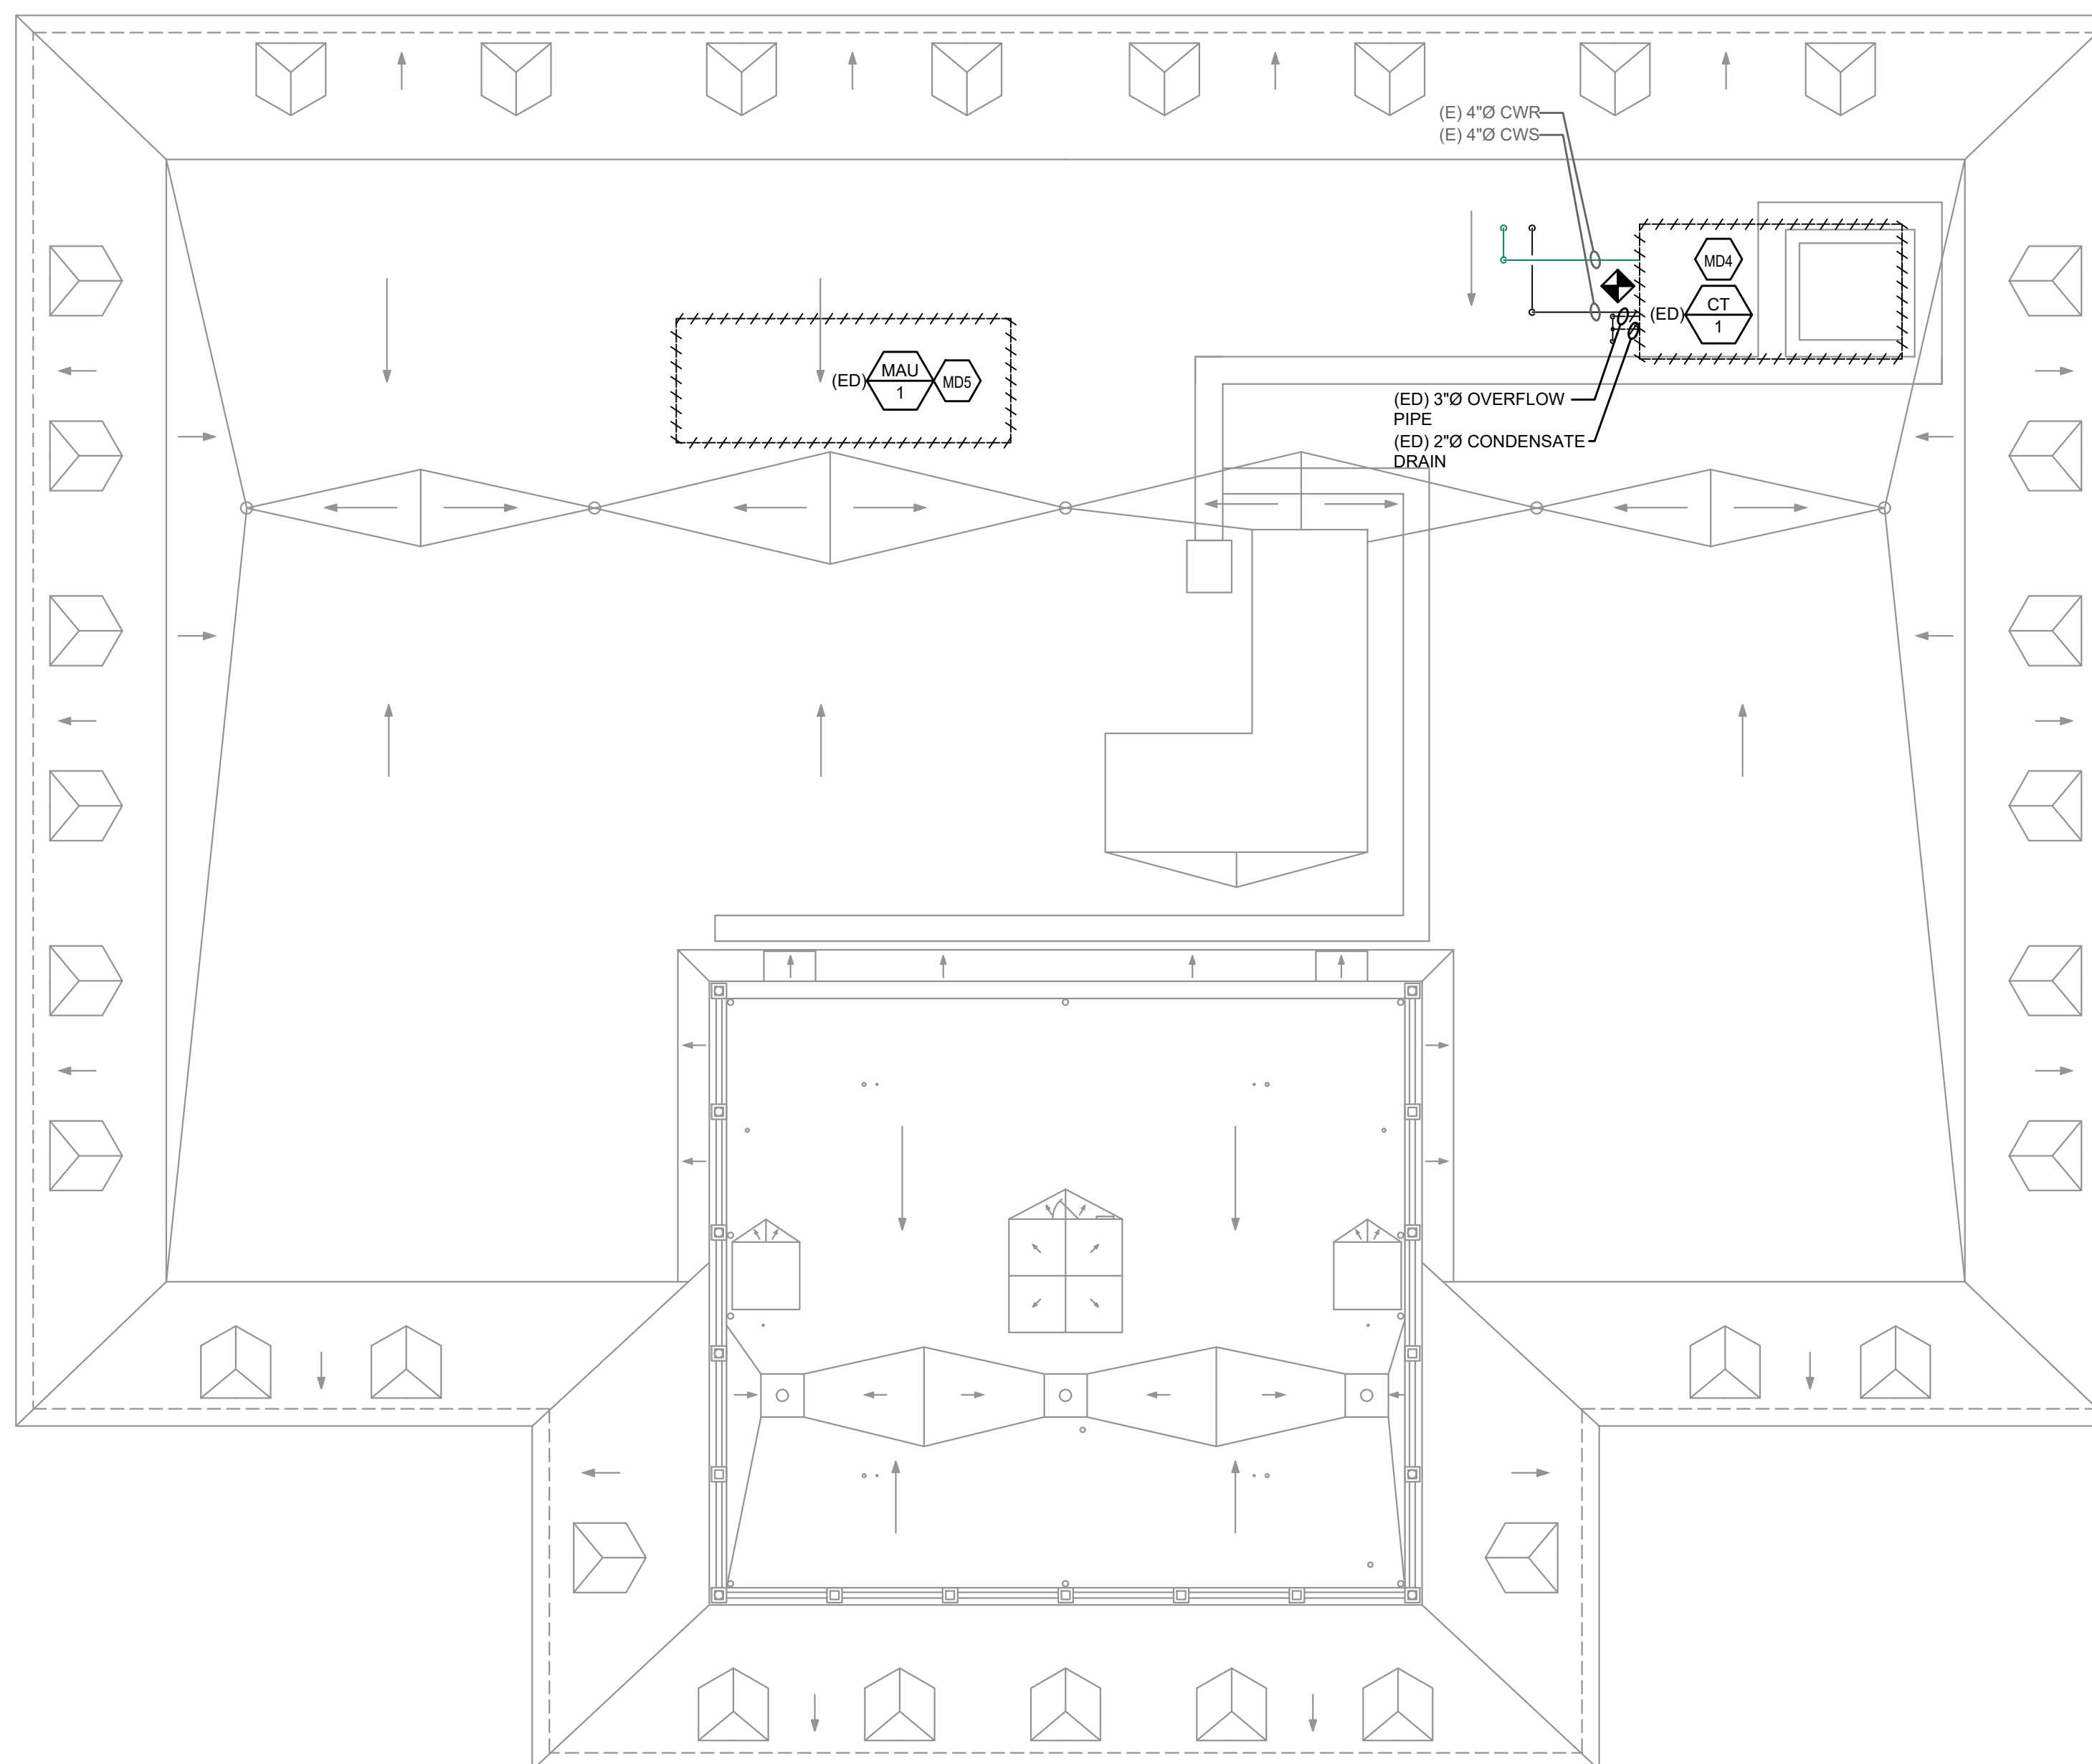 (E) 4"Ø CWR
(E) 4"Ø CWS
MD4
(ED) CT
1
(ED) MAU
1
MD5
(ED) 3"Ø OVERFLOW
PIPE
(ED) 2"Ø CONDENSATE
DRAIN